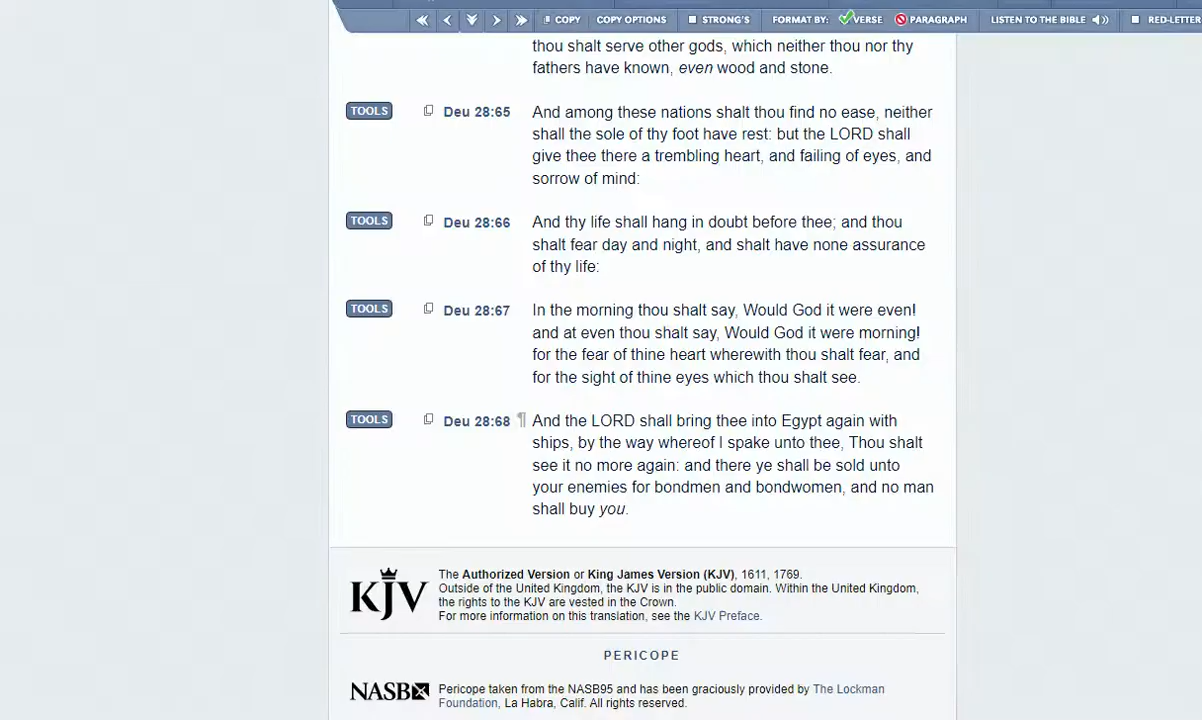 COPY COPY OPTIONS STRONG'S FORMAT BY: VERSE PARAGRAPH LISTEN TO THE BIBLE RED-LETTER
thou shalt serve other gods, which neither thou nor thy
fathers have known, even wood and stone.
TOOLS Deu 28:65 And among these nations shalt thou find no ease, neither
shall the sole of thy foot have rest: but the LORD shall
give thee there a trembling heart, and failing of eyes, and
sorrow of mind:
TOOLS Deu 28:66 And thy life shall hang in doubt before thee; and thou
shalt fear day and night, and shalt have none assurance
of thy life:
TOOLS Deu 28:67 In the morning thou shalt say, Would God it were even!
and at even thou shalt say, Would God it were morning!
for the fear of thine heart wherewith thou shalt fear, and
for the sight of thine eyes which thou shalt see.
TOOLS Deu 28:68 ¶ And the LORD shall bring thee into Egypt again with
ships, by the way whereof I spake unto thee, Thou shalt
see it no more again: and there ye shall be sold unto
your enemies for bondmen and bondwomen, and no man
shall buy you.
KJV
The Authorized Version or King James Version (KJV), 1611, 1769.
Outside of the United Kingdom, the KJV is in the public domain. Within the United Kingdom,
the rights to the KJV are vested in the Crown.
For more information on this translation, see the KJV Preface.
PERICOPE
NASB Pericope taken from the NASB95 and has been graciously provided by The Lockman
Foundation, La Habra, Calif. All rights reserved.